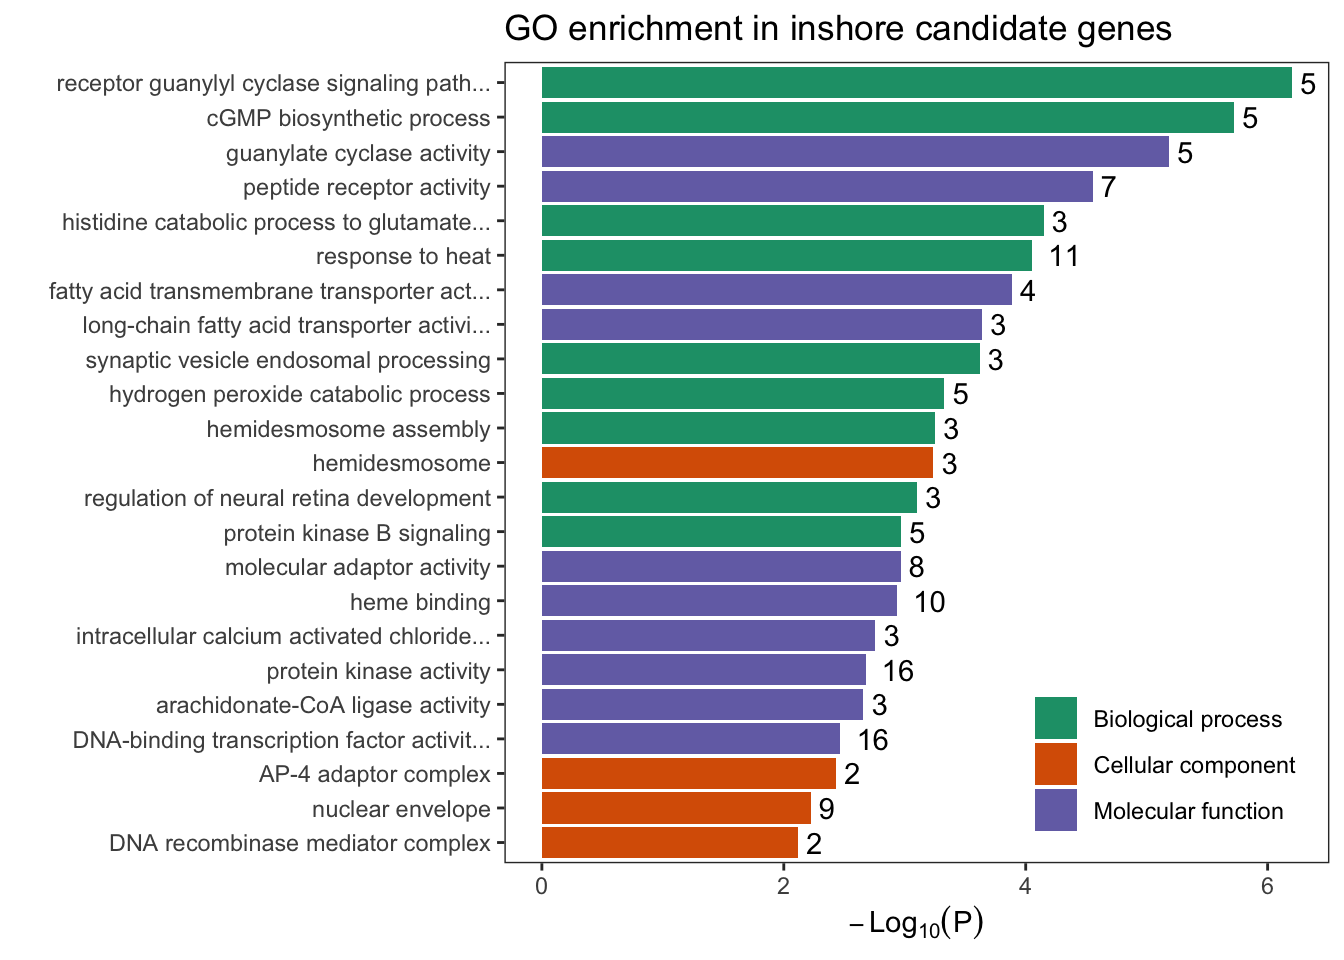 GO enrichment in inshore candidate genes
receptor guanylyl cyclase signaling path... 5
cGMP biosynthetic process 5
guanylate cyclase activity 5
peptide receptor activity 7
histidine catabolic process to glutamate... 3
response to heat 11
fatty acid transmembrane transporter act... 4
long-chain fatty acid transporter activi... 3
synaptic vesicle endosomal processing 3
hydrogen peroxide catabolic process 5
hemidesmosome assembly 3
hemidesmosome 3
regulation of neural retina development 3
protein kinase B signaling 5
molecular adaptor activity 8
heme binding 10
intracellular calcium activated chloride... 3
protein kinase activity 16
arachidonate-CoA ligase activity 3
DNA-binding transcription factor activit... 16
AP-4 adaptor complex 2
nuclear envelope 9
DNA recombinase mediator complex 2
Biological process
Cellular component
Molecular function
0 2 4 6
−Log₁₀(P)